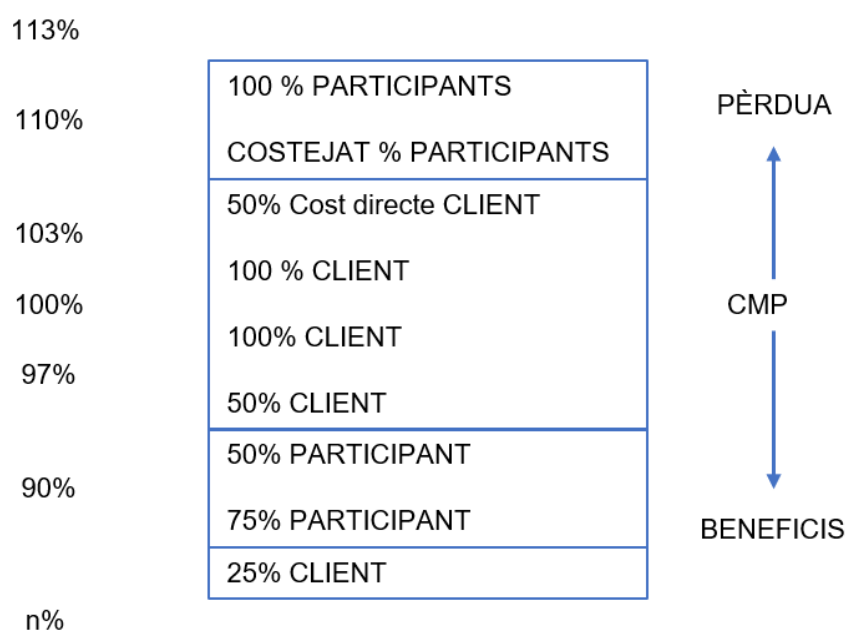 113%
100 % PARTICIPANTS
PÈRDUA
110%
COSTEJAT % PARTICIPANTS
50% Cost directe CLIENT
103%
100 % CLIENT
100%
CMP
100% CLIENT
97%
50% CLIENT
50% PARTICIPANT
90%
75% PARTICIPANT
BENEFICIS
25% CLIENT
n%